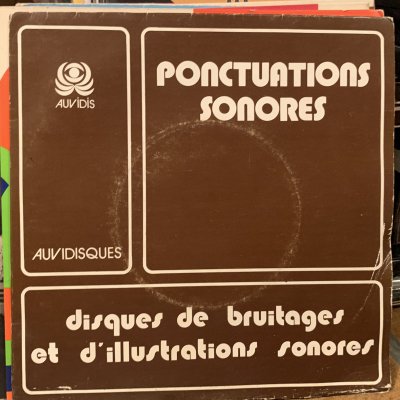 AUVIDIS
PONCTUATIONS
SONORES
AUVIDISQUES
disques de bruitages
et d'illustrations sonores